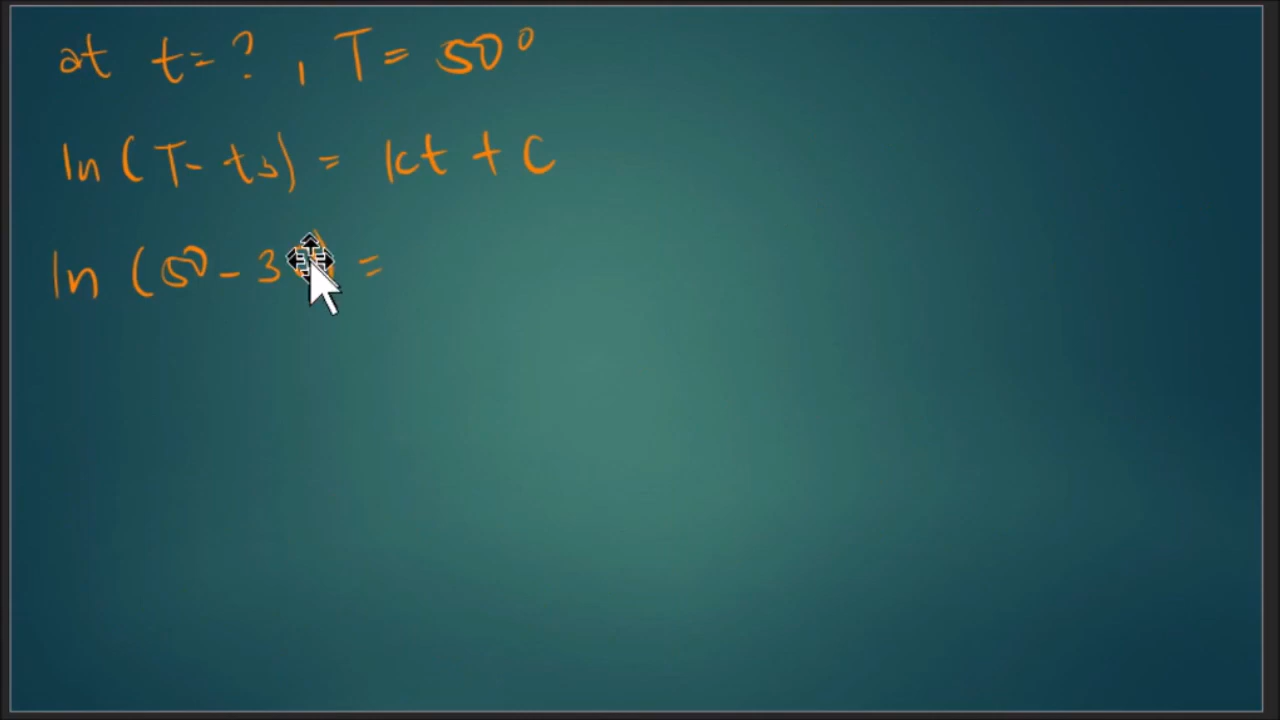 at t = ? , T = 50°
ln (T - ts) = kt + C
ln (50 - 3 ) =